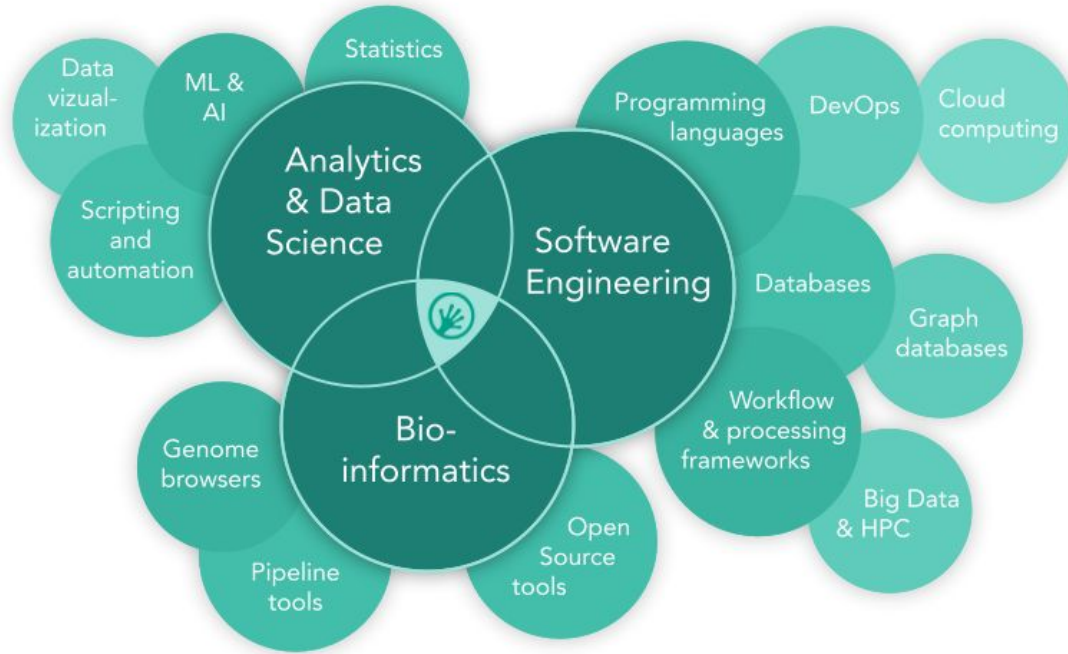 Data
vizual-
ization
ML &
AI
Statistics
Scripting
and
automation
Analytics
& Data
Science
Software
Engineering
Programming
languages
DevOps
Cloud
computing
Databases
Graph
databases
Workflow
& processing
frameworks
Big Data
& HPC
Bio-
informatics
Genome
browsers
Pipeline
tools
Open
Source
tools